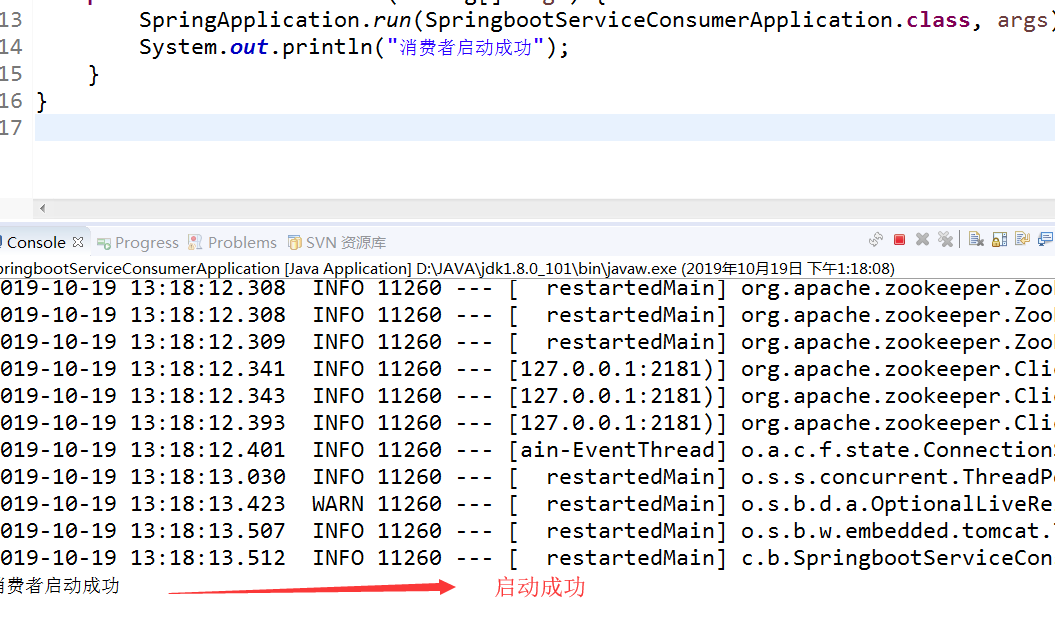 13 SpringApplication.run(SpringbootServiceConsumerApplication.class, args)
14 System.out.println("消费者启动成功");
15 }
16 }
17
Console Progress Problems SVN 资源库
pringbootServiceConsumerApplication [Java Application] D:\JAVA\jdk1.8.0_101\bin\javaw.exe (2019年10月19日 下午1:18:08)
019-10-19 13:18:12.308 INFO 11260 --- [ restartedMain] org.apache.zookeeper.Zoo
019-10-19 13:18:12.308 INFO 11260 --- [ restartedMain] org.apache.zookeeper.Zoo
019-10-19 13:18:12.309 INFO 11260 --- [ restartedMain] org.apache.zookeeper.Zoo
019-10-19 13:18:12.341 INFO 11260 --- [127.0.0.1:2181)] org.apache.zookeeper.Cli
019-10-19 13:18:12.343 INFO 11260 --- [127.0.0.1:2181)] org.apache.zookeeper.Cli
019-10-19 13:18:12.393 INFO 11260 --- [127.0.0.1:2181)] org.apache.zookeeper.Cli
019-10-19 13:18:12.401 INFO 11260 --- [ain-EventThread] o.a.c.f.state.Connection
019-10-19 13:18:13.030 INFO 11260 --- [ restartedMain] o.s.s.concurrent.ThreadP
019-10-19 13:18:13.423 WARN 11260 --- [ restartedMain] o.s.b.d.a.OptionalLiveRe
019-10-19 13:18:13.507 INFO 11260 --- [ restartedMain] o.s.b.w.embedded.tomcat.
019-10-19 13:18:13.512 INFO 11260 --- [ restartedMain] c.b.SpringbootServiceCon
消费者启动成功 启动成功